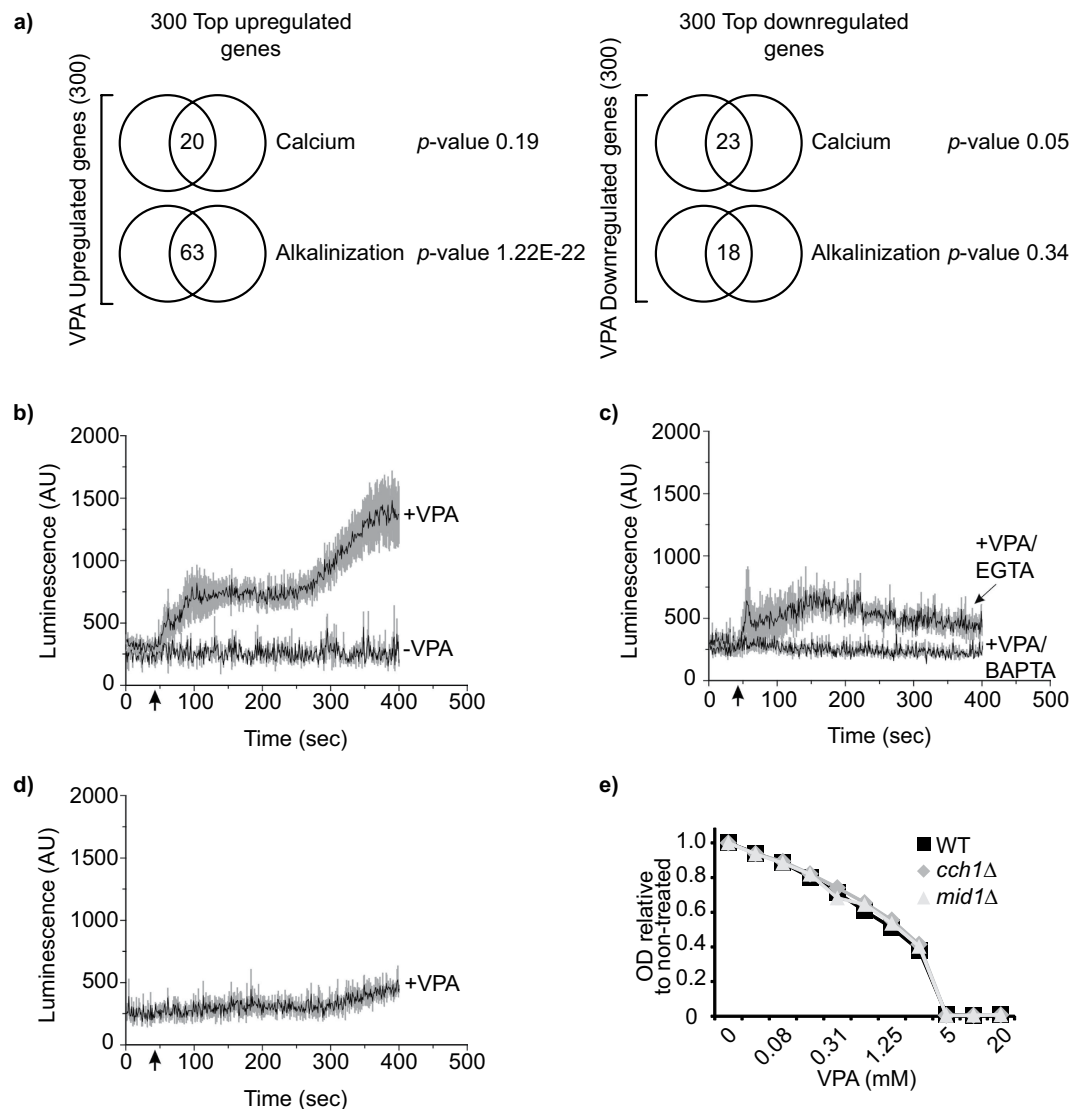 a)
300 Top upregulated
genes
VPA Upregulated genes (300)
20 Calcium p-value 0.19
63 Alkalinization p-value 1.22E-22
300 Top downregulated
genes
VPA Downregulated genes (300)
23 Calcium p-value 0.05
18 Alkalinization p-value 0.34
b)
Luminescence (AU)
2000
1500
1000
500
0
+VPA
-VPA
0 100 200 300 400 500
Time (sec)
c)
Luminescence (AU)
2000
1500
1000
500
0
+VPA/
EGTA
+VPA/
BAPTA
0 100 200 300 400 500
Time (sec)
d)
Luminescence (AU)
2000
1500
1000
500
0
+VPA
0 100 200 300 400 500
Time (sec)
e)
OD relative
to non-treated
1.0
0.8
0.6
0.4
0.2
0
WT
cch1Δ
mid1Δ
0 0.08 0.31 1.25 5 20
VPA (mM)